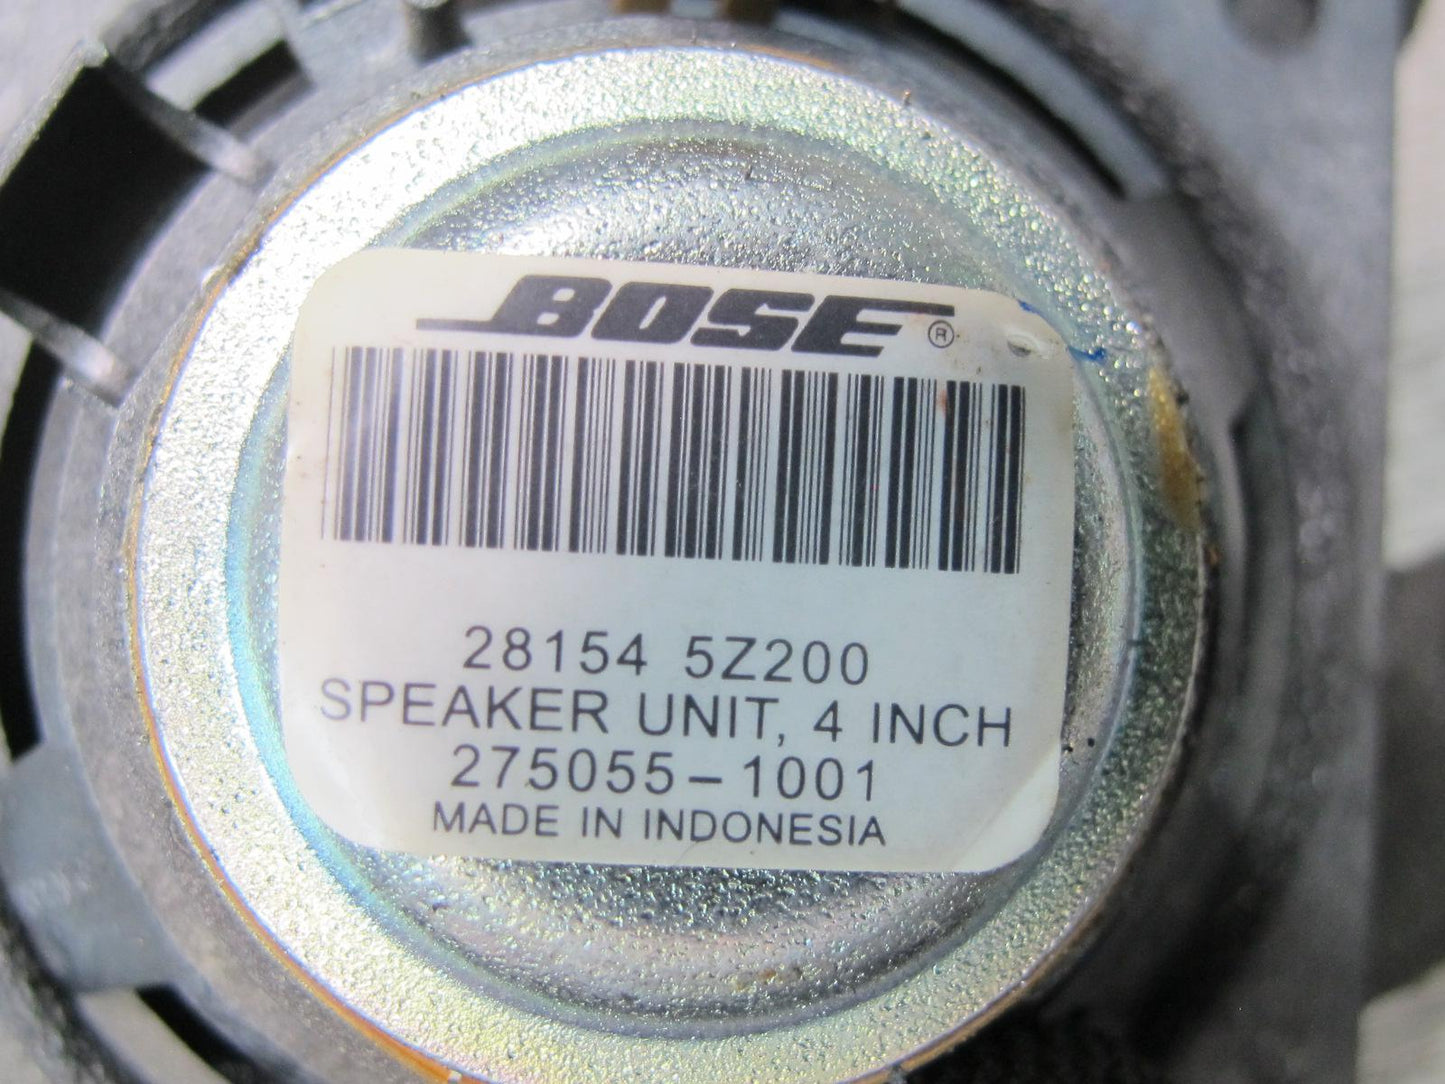 BOSE®
28154 5Z200
SPEAKER UNIT, 4 INCH
275055-1001
MADE IN INDONESIA